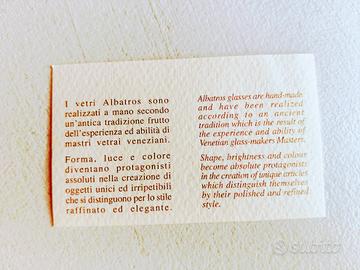 I vetri Albatros sono
realizzati a mano secondo
un'antica tradizione frutto
dell'esperienza ed abilità di
mastri vetrai veneziani.
Forma, luce e colore
diventano protagonisti
assoluti nella creazione di
oggetti unici ed irripetibili
che si distinguono per lo stile
raffinato ed elegante.
Albatros glasses are hand-made
and have been realized
according to an ancient
tradition which is the result of
the experience and ability of
Venetian glass-makers Masters.
Shape, brightness and colour
become absolute protagonists
in the creation of unique articles
which distinguish themselves
by their polished and refined
style.
subito